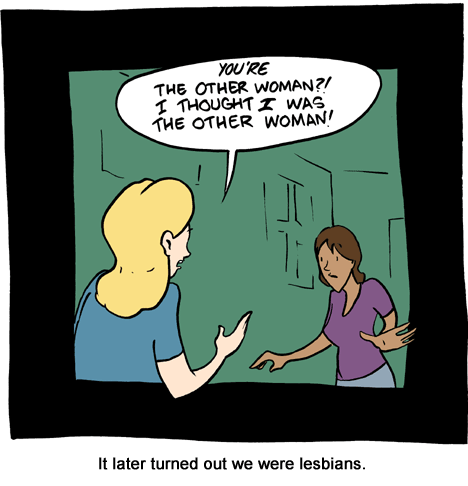 YOU'RE
THE OTHER WOMAN?!
I THOUGHT I WAS
THE OTHER WOMAN!
It later turned out we were lesbians.